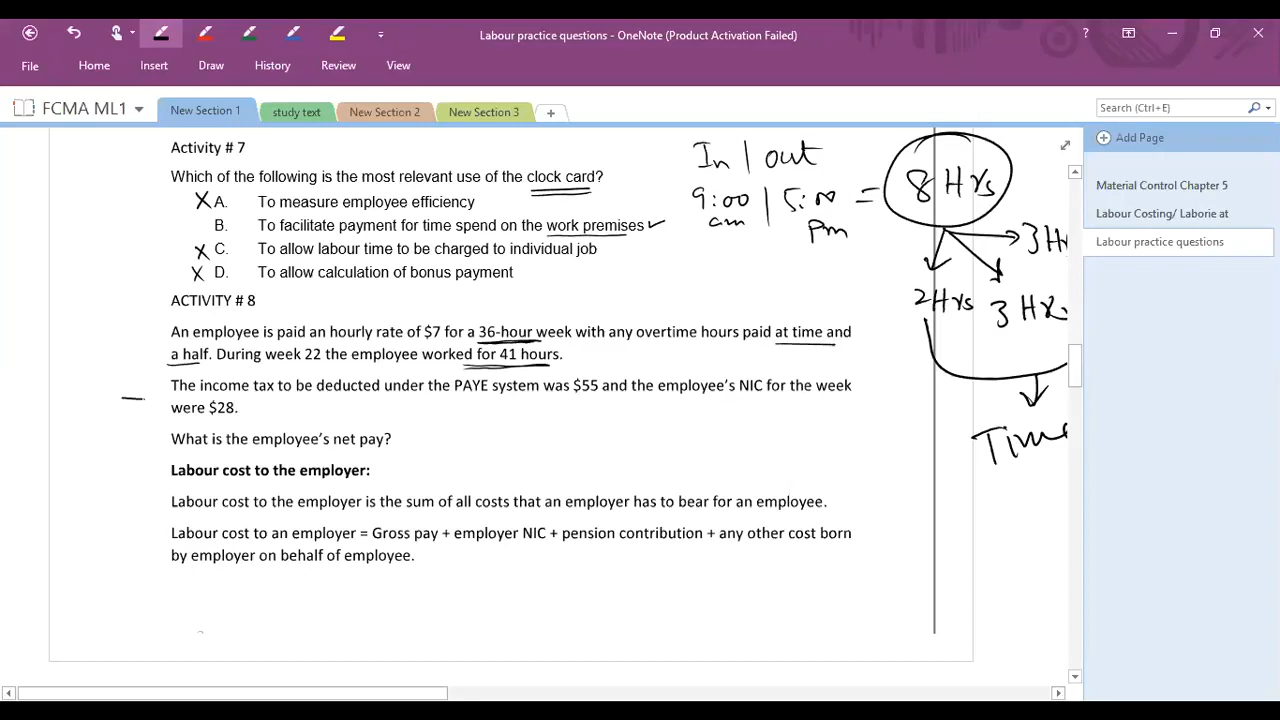 Labour practice questions - OneNote (Product Activation Failed)
?
File Home Insert Draw History Review View
FCMA ML1 New Section 1 study text New Section 2 New Section 3 + Search (Ctrl+E)
Add Page
Material Control Chapter 5
Labour Costing/ Laborie at
Labour practice questions
Activity # 7
Which of the following is the most relevant use of the clock card?
X A. To measure employee efficiency
B. To facilitate payment for time spend on the work premises ✓
X C. To allow labour time to be charged to individual job
X D. To allow calculation of bonus payment
In | out
9:00 am | 5:00 pm = 8 Hrs
3 Hr
2 Hrs 3 Hrs
Time
ACTIVITY # 8
An employee is paid an hourly rate of $7 for a 36-hour week with any overtime hours paid at time and
a half. During week 22 the employee worked for 41 hours.
The income tax to be deducted under the PAYE system was $55 and the employee's NIC for the week
were $28.
What is the employee's net pay?
Labour cost to the employer:
Labour cost to the employer is the sum of all costs that an employer has to bear for an employee.
Labour cost to an employer = Gross pay + employer NIC + pension contribution + any other cost born
by employer on behalf of employee.